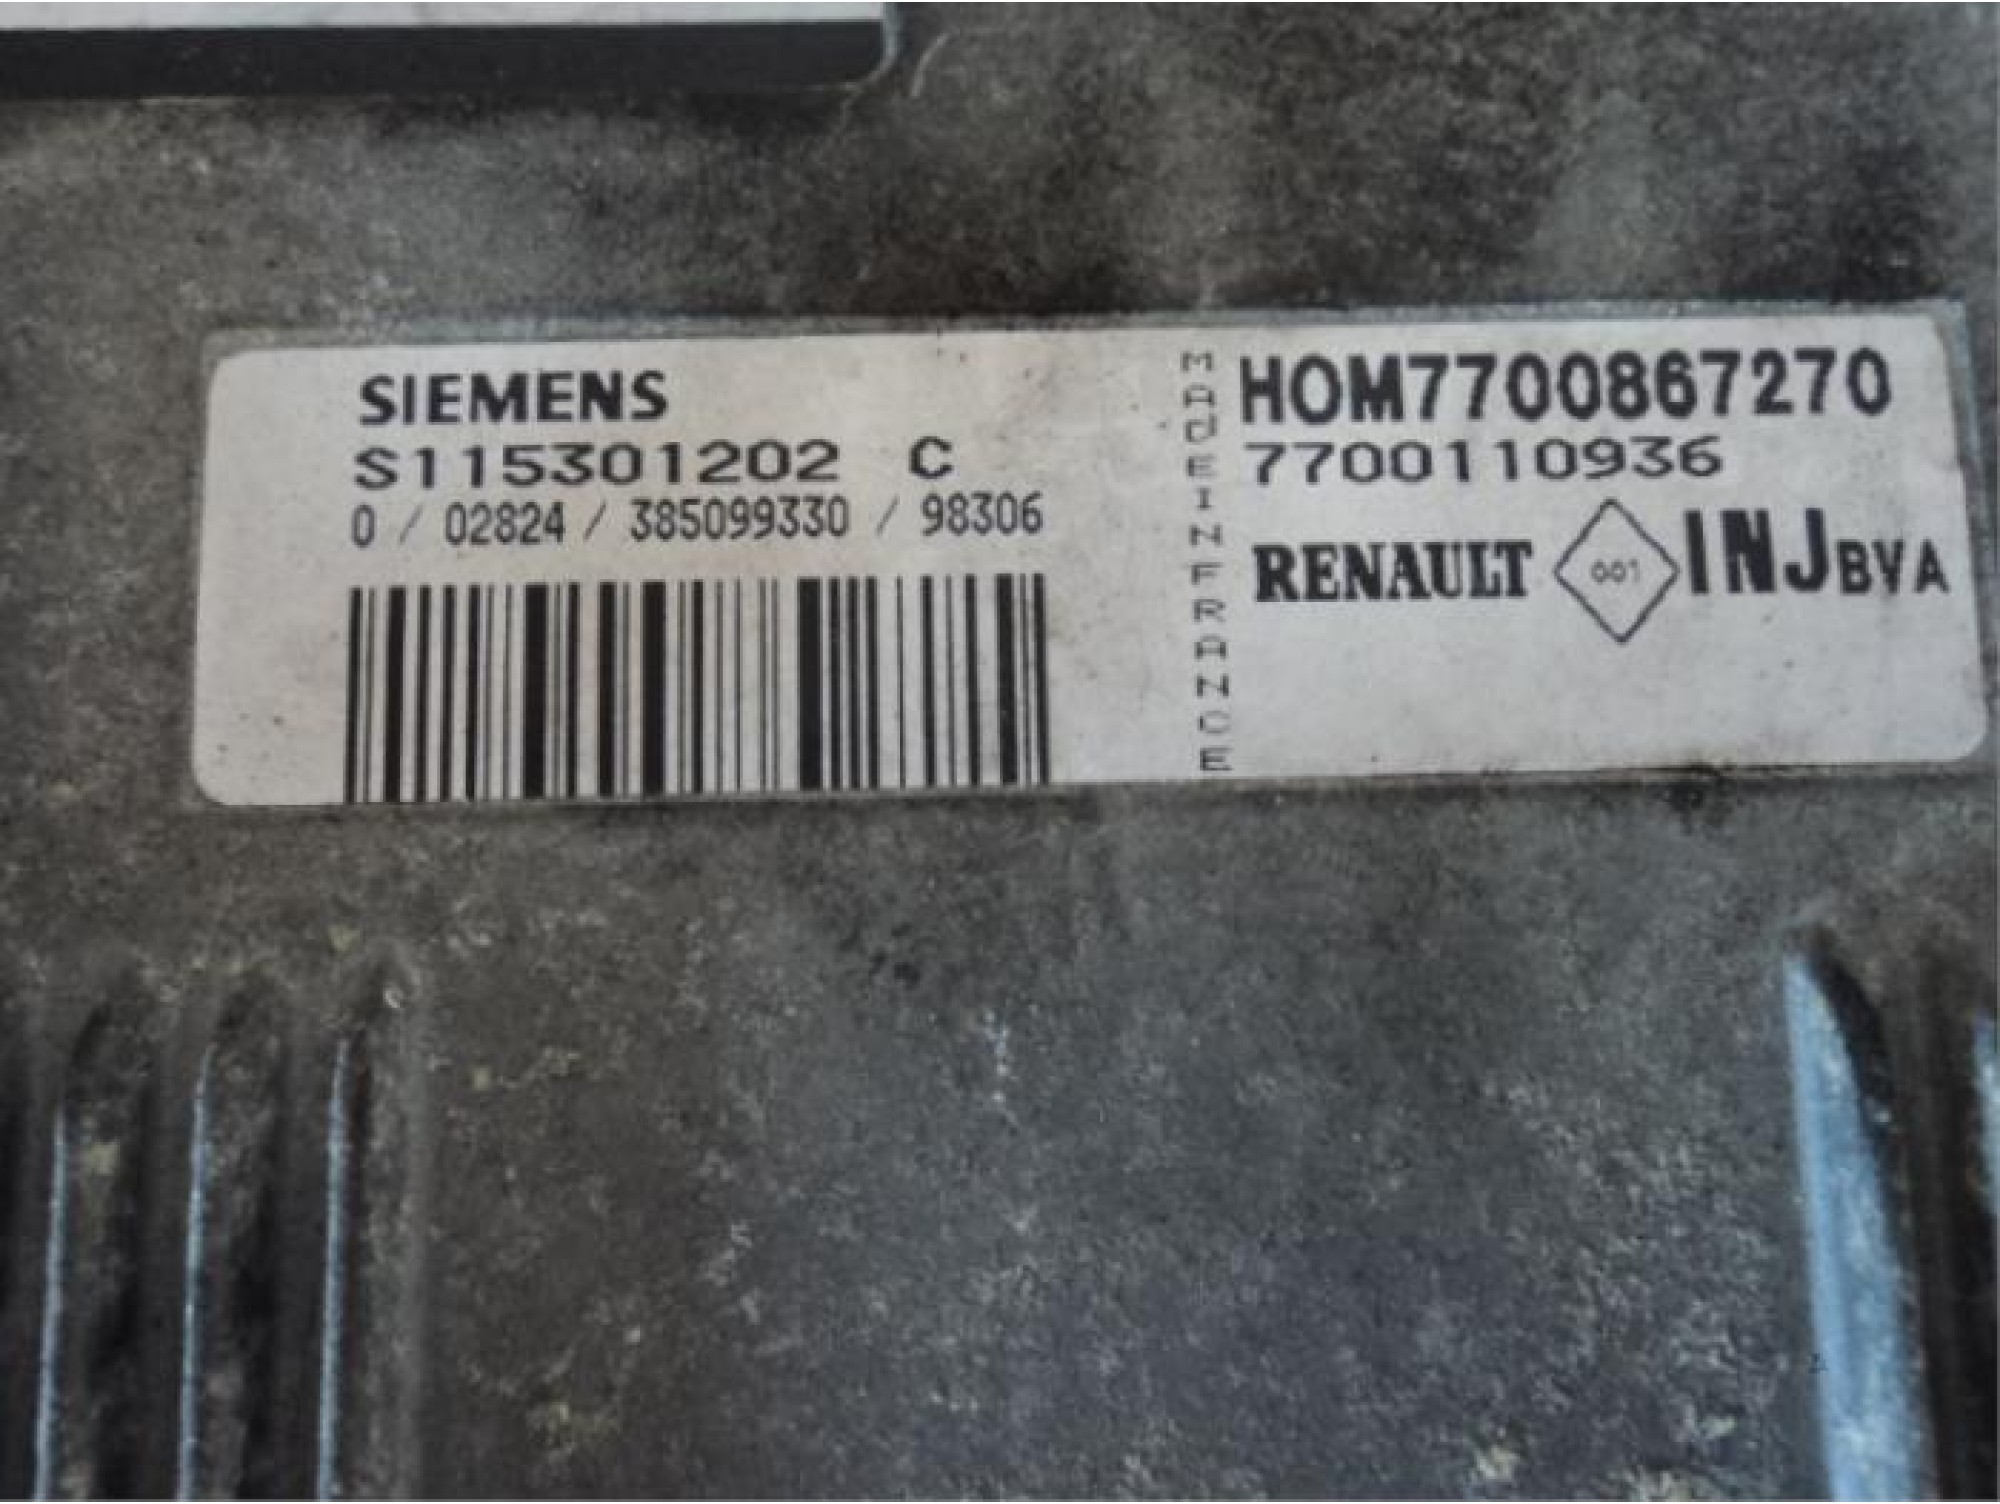 SIEMENS
S115301202 C
0 / 02824 / 385099330 / 98306
MADE IN FRANCE
HOM7700867270
7700110936
RENAULT 001 INJ BVA